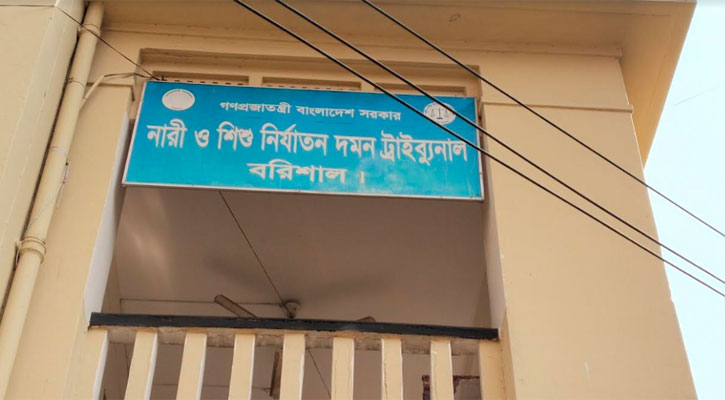 গণপ্রজাতন্ত্রী বাংলাদেশ সরকার
নারী ও শিশু নির্যাতন দমন ট্রাইব্যুনাল
বরিশাল।